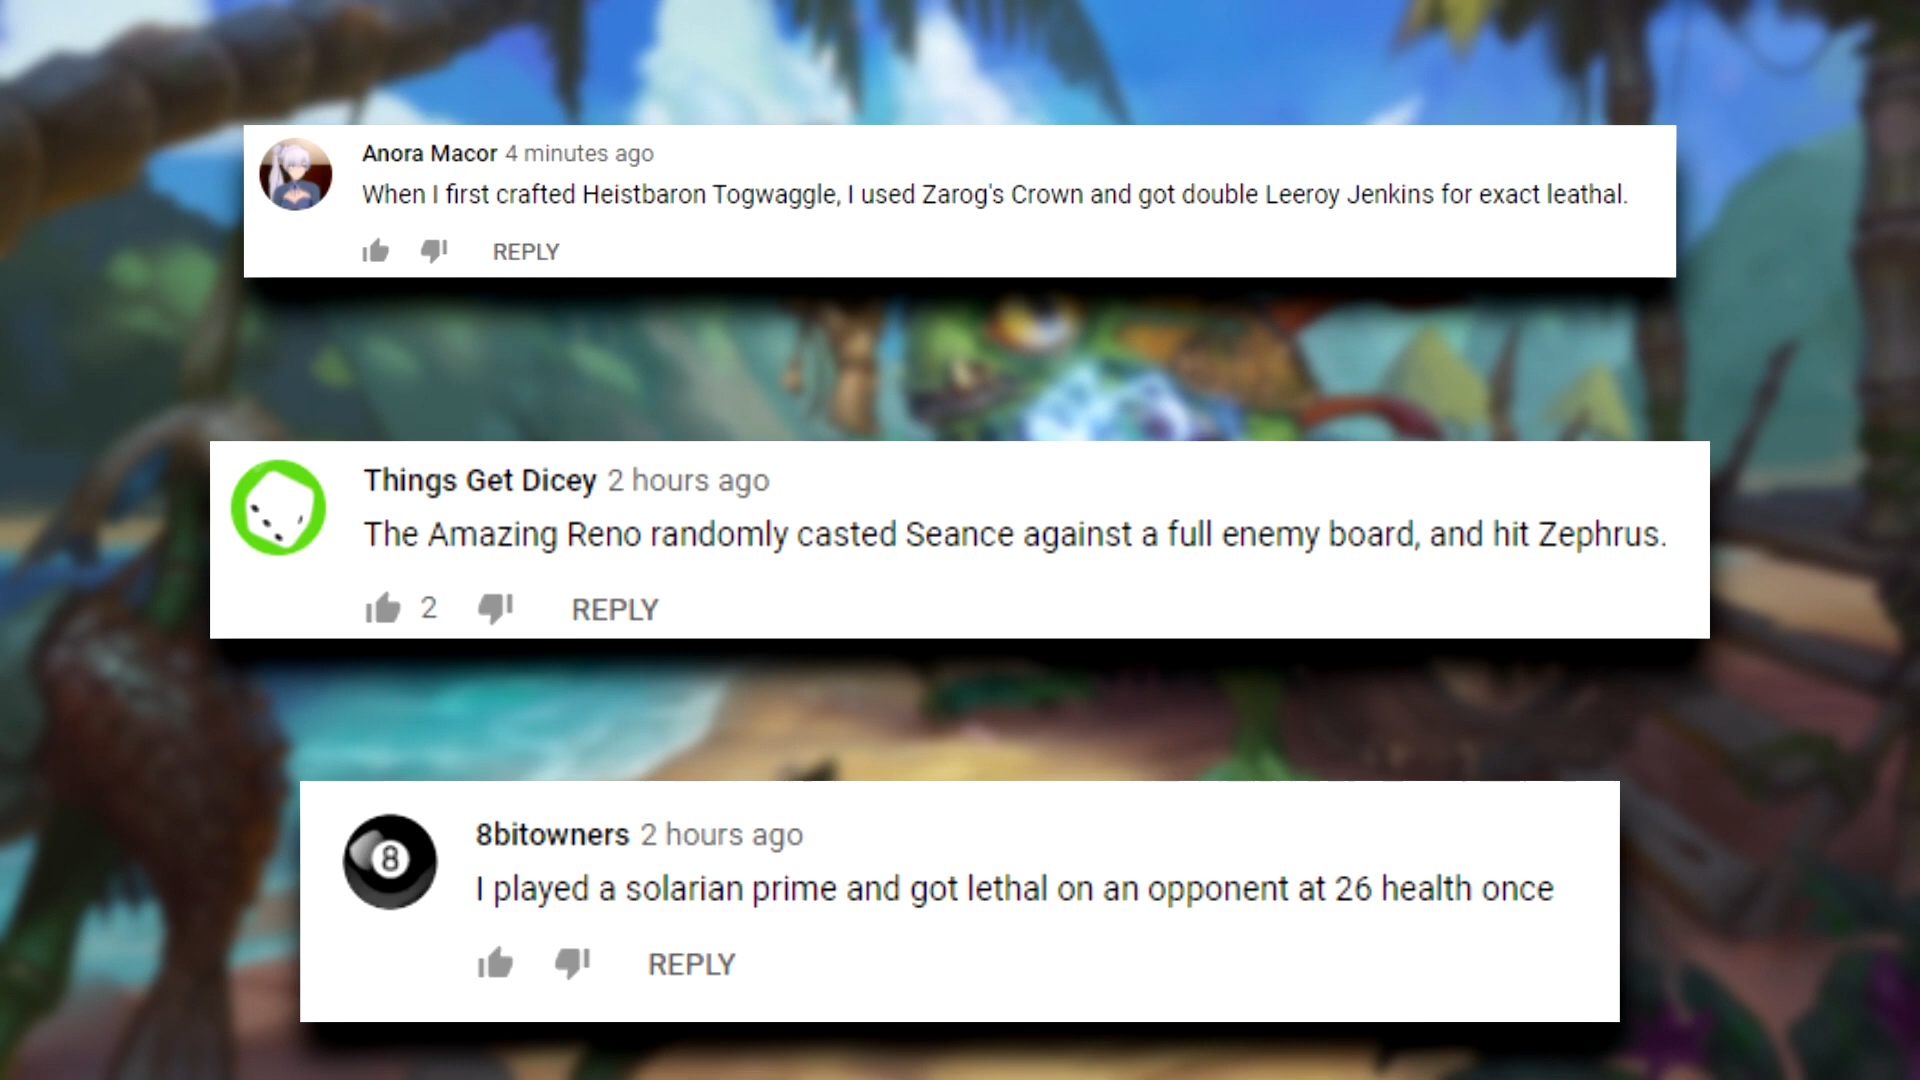 Anora Macor 4 minutes ago
When I first crafted Heistbaron Togwaggle, I used Zarog's Crown and got double Leeroy Jenkins for exact leathal.
REPLY
Things Get Dicey 2 hours ago
The Amazing Reno randomly casted Seance against a full enemy board, and hit Zephrus.
2 REPLY
8
8bitowners 2 hours ago
I played a solarian prime and got lethal on an opponent at 26 health once
REPLY